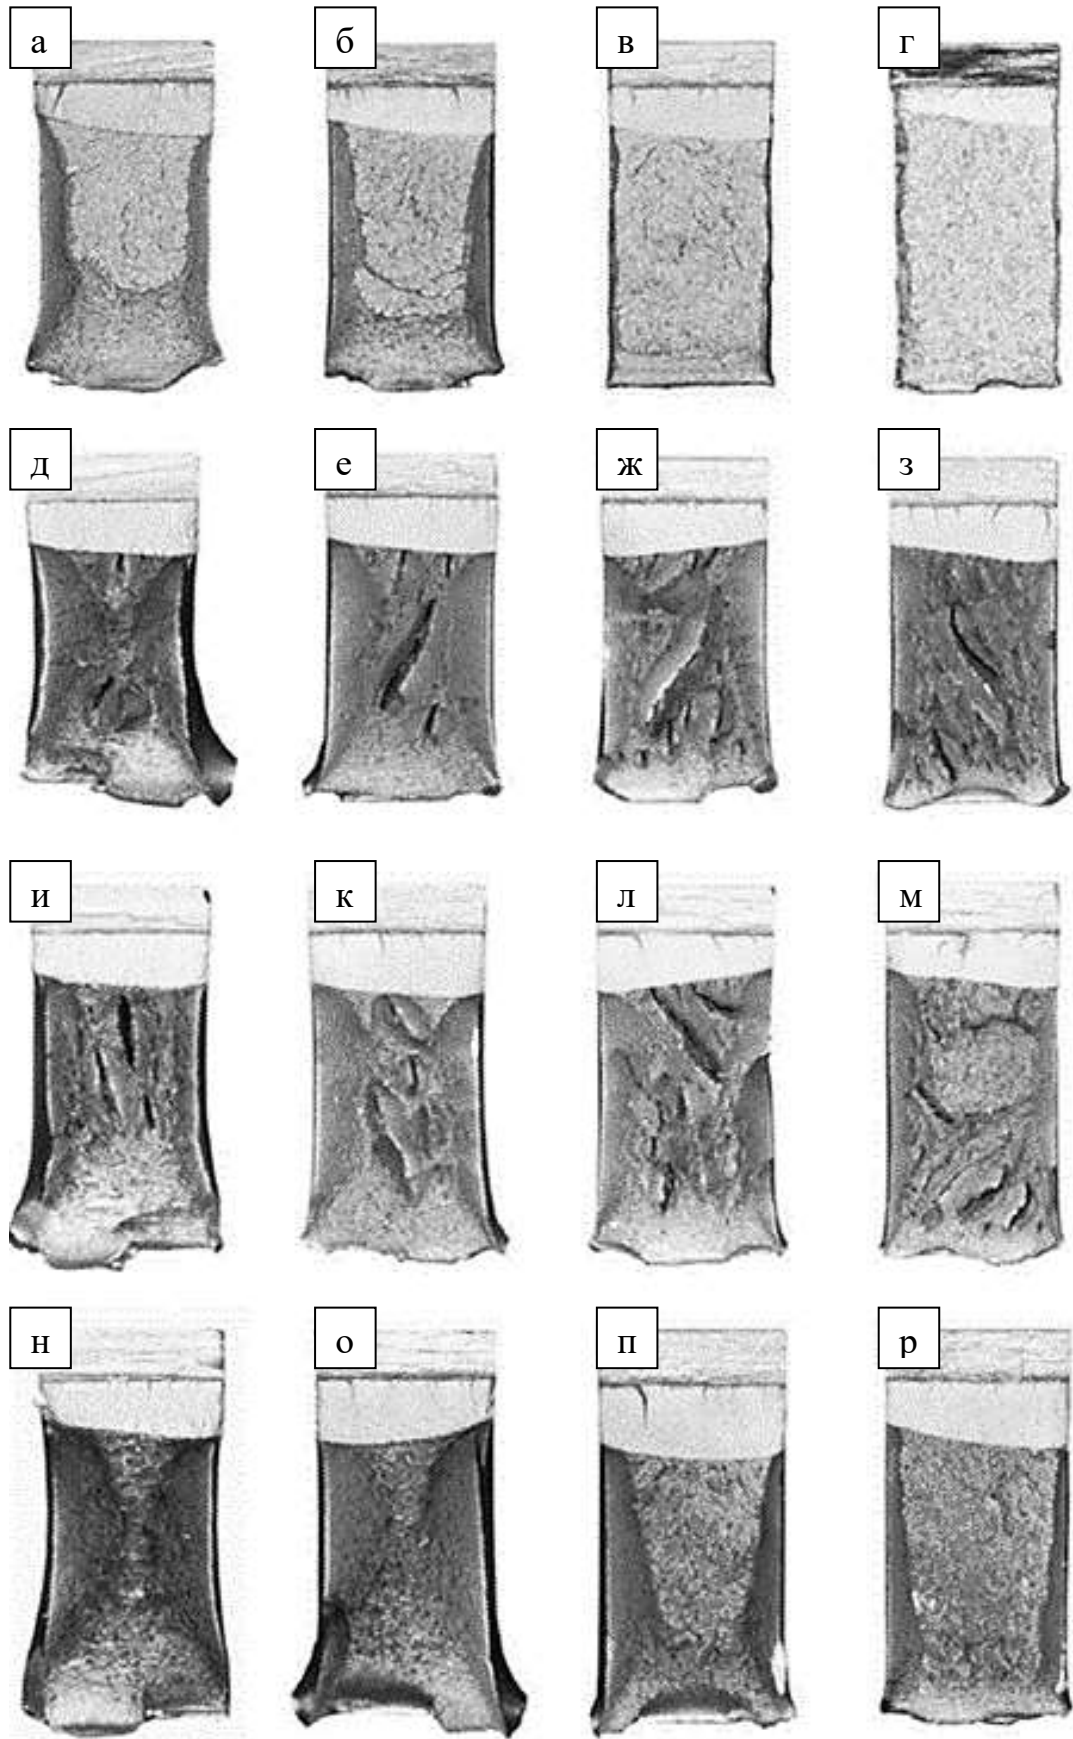 а б в г
д е ж з
и к л м
н о п р